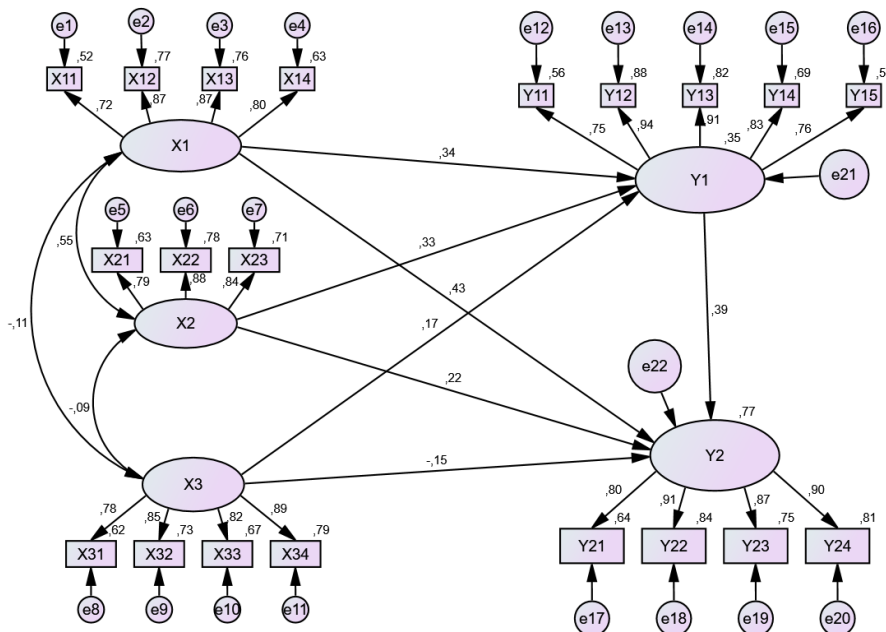 e1
e2
e3
e4
,52
,77
,76
,63
X11
X12
X13
X14
,72
,87
,87
,80
X1
e12
e13
e14
e15
e16
,56
,88
,82
,69
,5
Y11
Y12
Y13
Y14
Y15
,75
,94
,91
,83
,76
,35
Y1
e21
,34
e5
e6
e7
,63
,78
,71
X21
X22
X23
,79
,88
,84
X2
,55
-,11
-,09
,33
,43
,17
,22
-,15
,39
e22
,77
Y2
X3
,78
,85
,82
,89
,62
,73
,67
,79
X31
X32
X33
X34
e8
e9
e10
e11
,80
,91
,87
,90
,64
,84
,75
,81
Y21
Y22
Y23
Y24
e17
e18
e19
e20